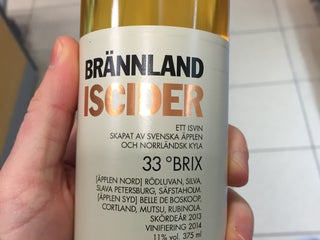 BRÄNNLAND
ISCIDER
ETT ISVIN
SKAPAT AV SVENSKA ÄPPLEN
OCH NORRLÄNDSK KYLA
33 °BRIX
[ÄPPLEN NORD] RÖDLUVAN, SILVA,
SLAVA PETERSBURG, SÄFSTAHOLM.
[ÄPPLEN SYD] BELLE DE BOSKOOP,
CORTLAND, MUTSU, RUBINOLA.
SKÖRDEÅR 2013
VINIFIERING 2014
11% vol. 375 ml